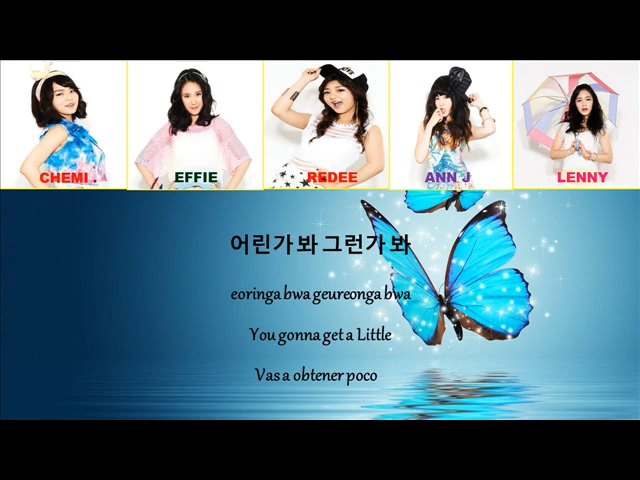 CHEMI
EFFIE
REDEE
ANN J
LENNY
어린가 봐 그런가 봐
eoringa bwa geureonga bwa
You gonna get a Little
Vas a obtener poco